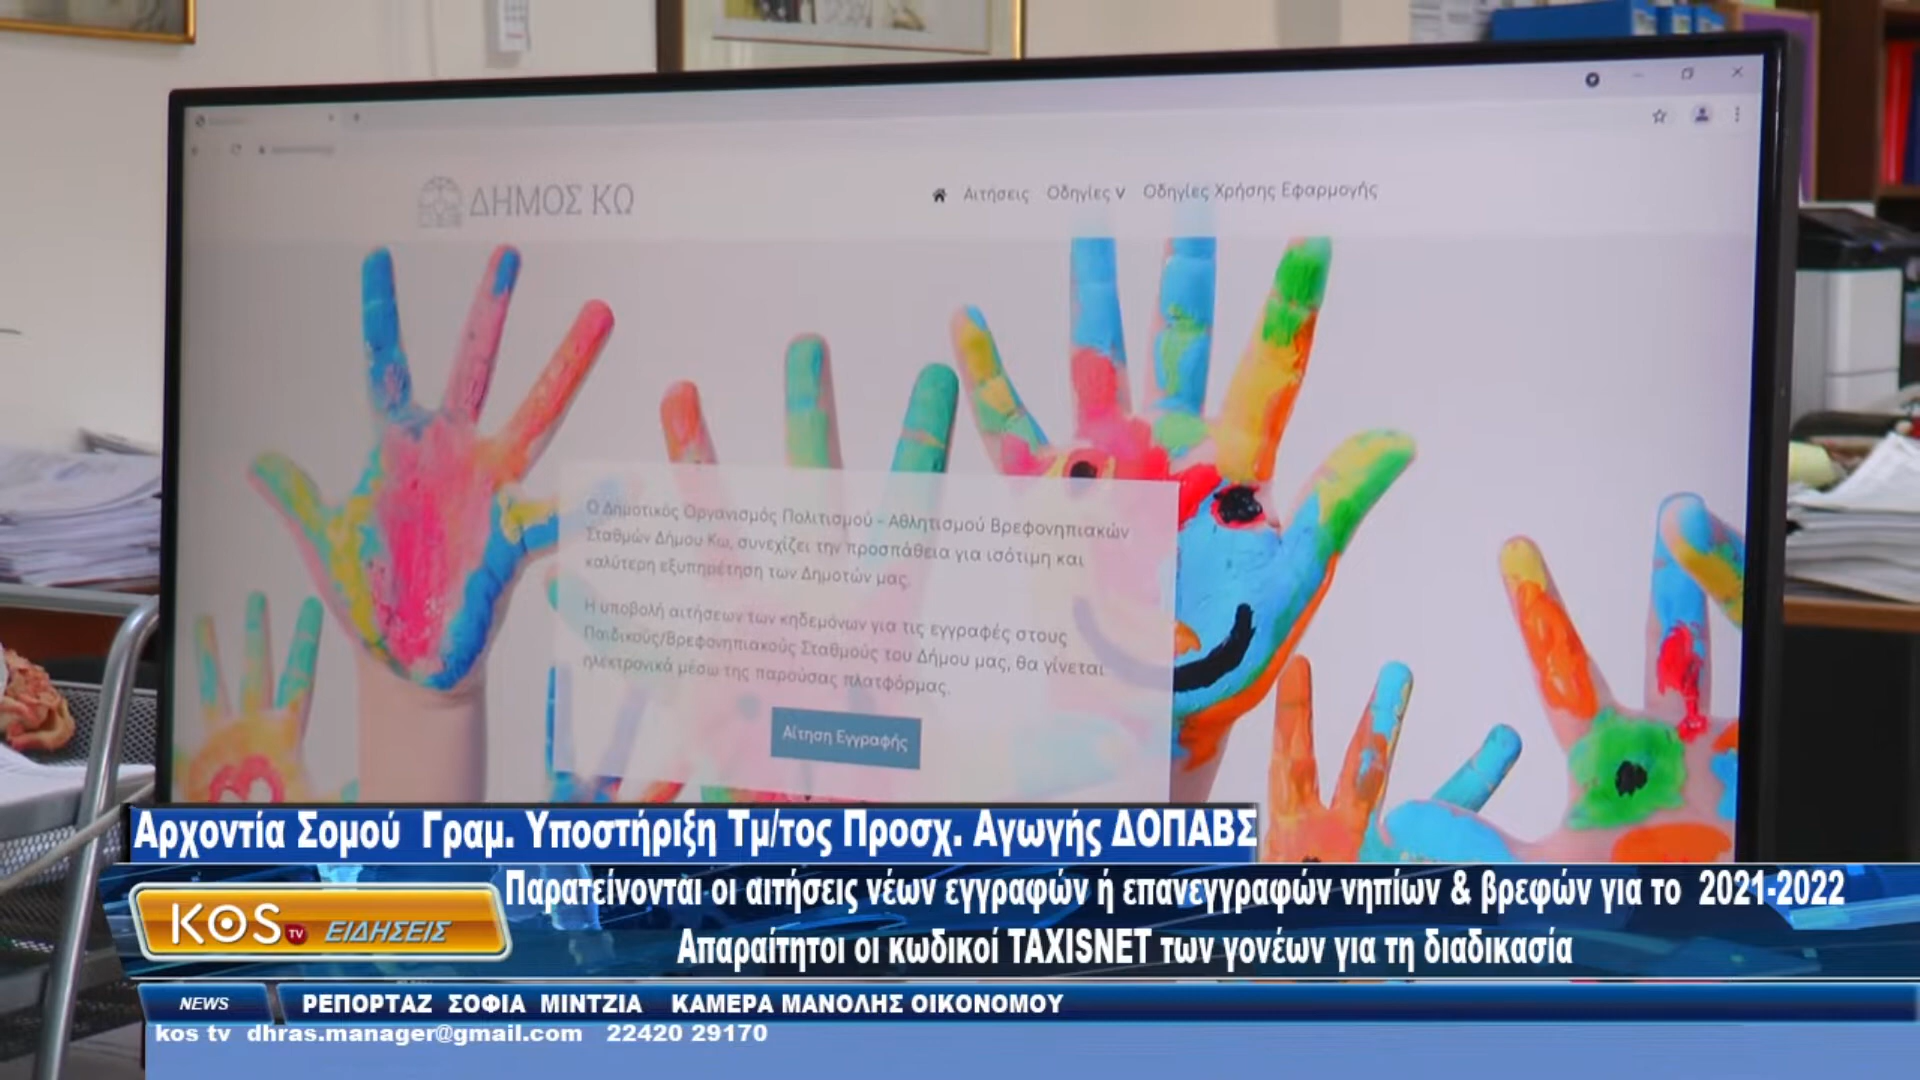 ΔΗΜΟΣ ΚΩ
Αιτήσεις Οδηγίες Οδηγίες Χρήσης Εφαρμογής
Ο Δημοτικός Οργανισμός Πολιτισμού - Αθλητισμού Βρεφονηπιακών
Σταθμών Δήμου Κω, συνεχίζει την προσπάθεια για ισότιμη και
καλύτερη εξυπηρέτηση των Δημοτών μας.
Η υποβολή αιτήσεων των κηδεμόνων για τις εγγραφές στους
Παιδικούς/Βρεφονηπιακούς Σταθμούς του Δήμου μας, θα γίνεται
ηλεκτρονικά μέσω της παρούσας πλατφόρμας.
Αίτηση Εγγραφής
Αρχοντία Σομού Γραμ. Υποστήριξη Τμ/τος Προσχ. Αγωγής ΔΟΠΑΒΣ
KOS TV ΕΙΔΗΣΕΙΣ
Παρατείνονται οι αιτήσεις νέων εγγραφών ή επανεγγραφών νηπίων & βρεφών για το 2021-2022
Απαραίτητοι οι κωδικοί TAXISNET των γονέων για τη διαδικασία
NEWS ΡΕΠΟΡΤΑΖ ΣΟΦΙΑ ΜΙΝΤΖΙΑ ΚΑΜΕΡΑ ΜΑΝΟΛΗΣ ΟΙΚΟΝΟΜΟΥ
kos tv dhras.manager@gmail.com 22420 29170